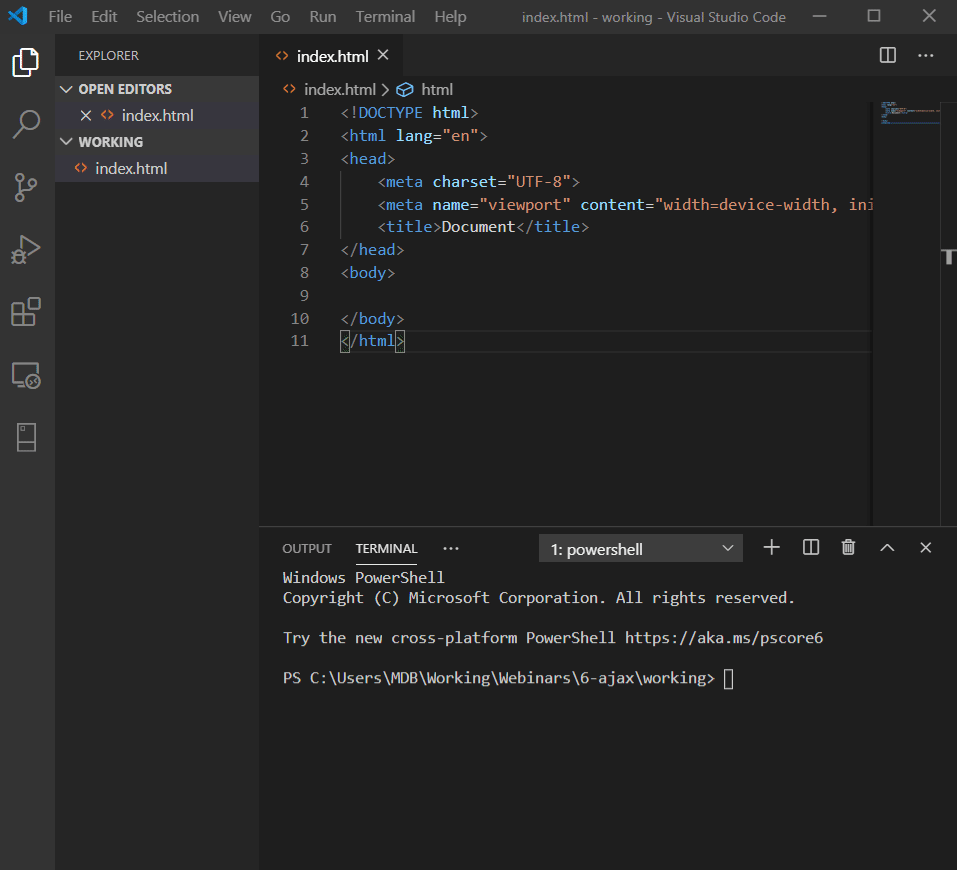 File Edit Selection View Go Run Terminal Help index.html - working - Visual Studio Code
EXPLORER
OPEN EDITORS
index.html
WORKING
index.html
index.html
index.html > html
1 <!DOCTYPE html>
2 <html lang="en">
3 <head>
4 <meta charset="UTF-8">
5 <meta name="viewport" content="width=device-width, ini
6 <title>Document</title>
7 </head>
8 <body>
9
10 </body>
11 </html>
OUTPUT TERMINAL ... 1: powershell
Windows PowerShell
Copyright (C) Microsoft Corporation. All rights reserved.
Try the new cross-platform PowerShell https://aka.ms/pscore6
PS C:\Users\MDB\Working\Webinars\6-ajax\working>